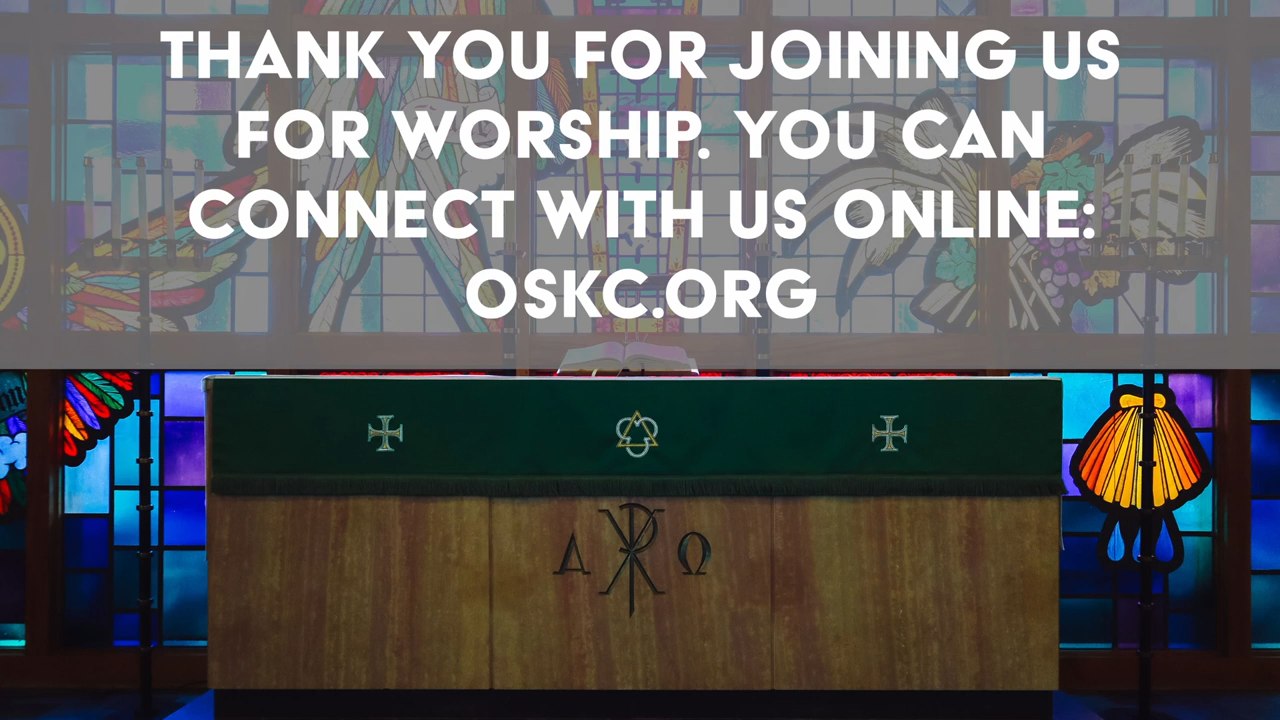 THANK YOU FOR JOINING US
FOR WORSHIP. YOU CAN
CONNECT WITH US ONLINE:
OSKC.ORG
Α ☧ Ω